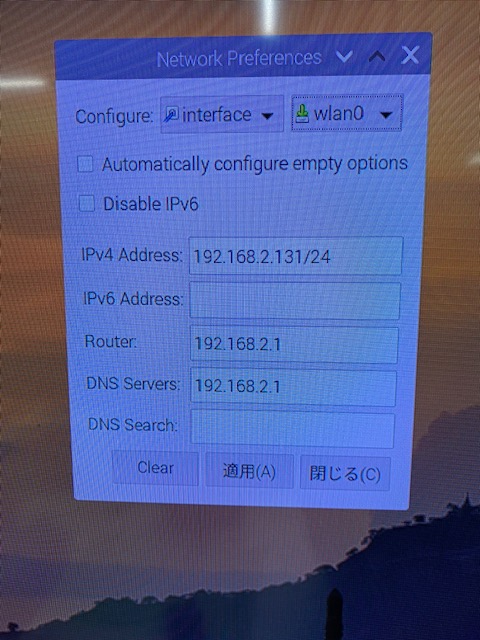 Network Preferences
Configure: interface wlan0
Automatically configure empty options
Disable IPv6
IPv4 Address: 192.168.2.131/24
IPv6 Address:
Router: 192.168.2.1
DNS Servers: 192.168.2.1
DNS Search:
Clear 適用(A) 閉じる(C)